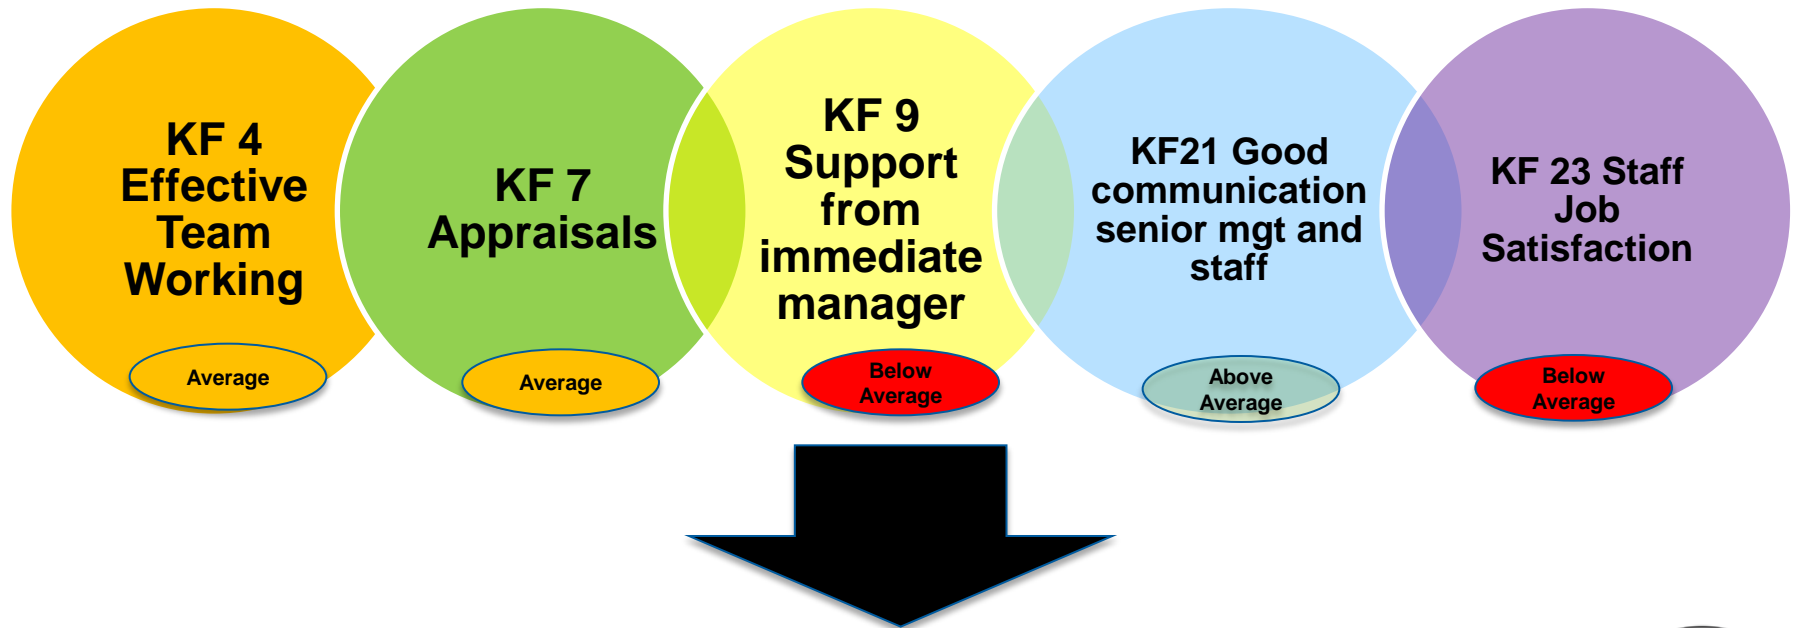 KF 4
Effective
Team
Working
Average
KF 7
Appraisals
Average
KF 9
Support
from
immediate
manager
Below
Average
KF21 Good
communication
senior mgt and
staff
Above
Average
KF 23 Staff
Job
Satisfaction
Below
Average